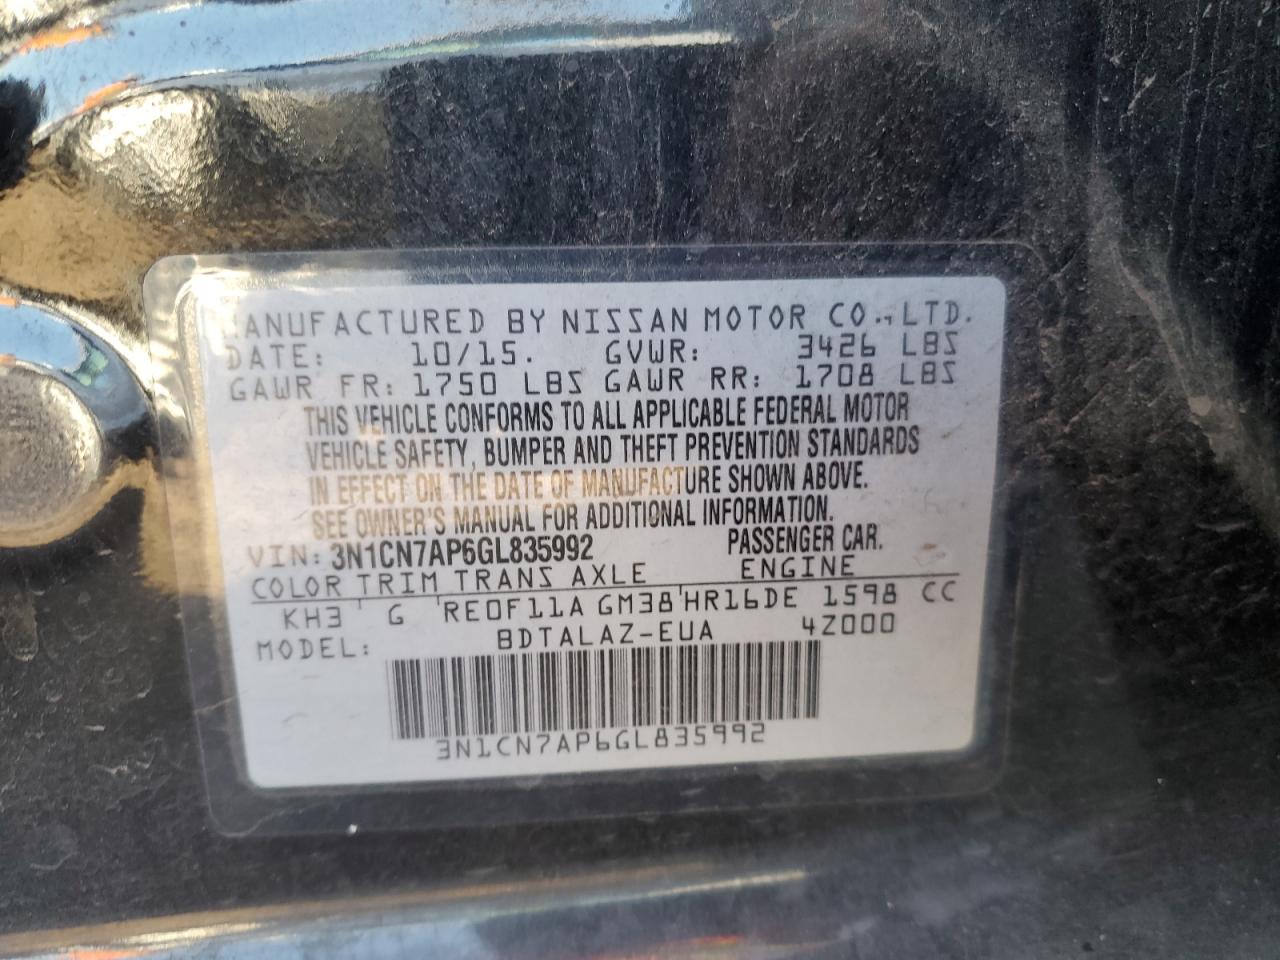 MANUFACTURED BY NISSAN MOTOR CO., LTD.
DATE: 10/15. GVWR: 3426 LBS
GAWR FR: 1750 LBS GAWR RR: 1708 LBS
THIS VEHICLE CONFORMS TO ALL APPLICABLE FEDERAL MOTOR
VEHICLE SAFETY, BUMPER AND THEFT PREVENTION STANDARDS
IN EFFECT ON THE DATE OF MANUFACTURE SHOWN ABOVE.
SEE OWNER'S MANUAL FOR ADDITIONAL INFORMATION.
VIN: 3N1CN7AP6GL835992 PASSENGER CAR.
COLOR TRIM TRANS AXLE ENGINE
KH3 G RE0F11A GM38 HR16DE 1598 CC
MODEL: BDTALAZ-EUA 4Z000
3N1CN7AP6GL835992